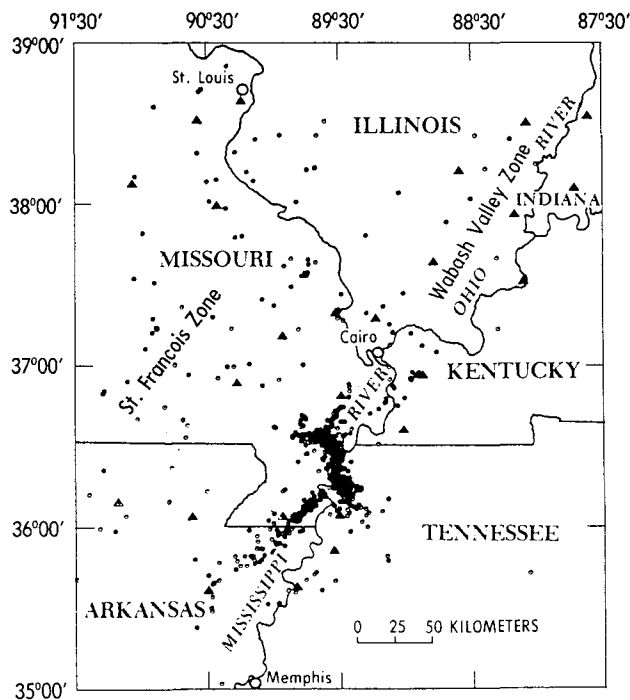 91°30' 90°30' 89°30' 88°30' 87°30'
39°00'
St. Louis
ILLINOIS
RIVER
Wabash Valley Zone
INDIANA
38°00'
MISSOURI
OHIO
St. Francois Zone
Cairo
37°00'
KENTUCKY
RIVERS
36°00'
TENNESSEE
MISSISSIPPI
ARKANSAS
0 25 50 KILOMETERS
35°00'
Memphis